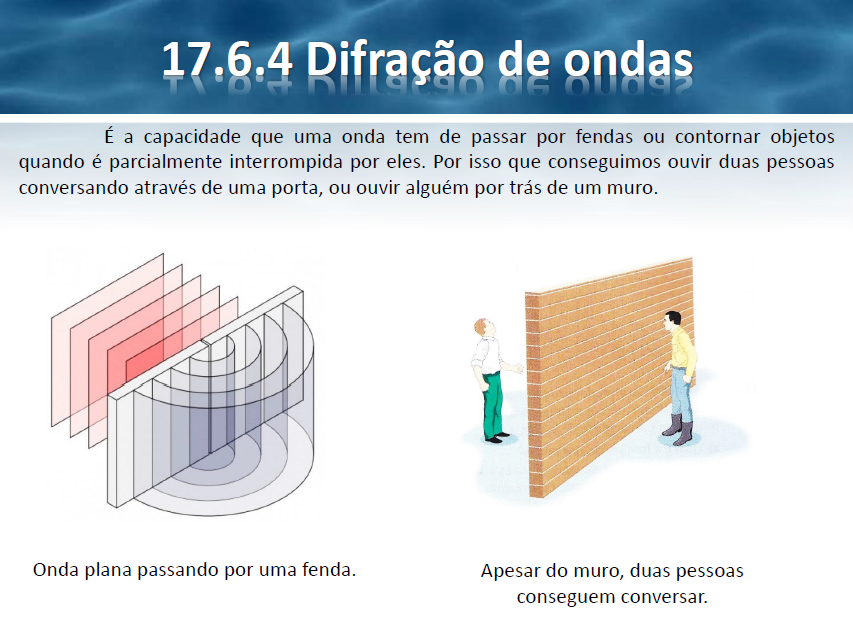 17.6.4 Difração de ondas
É a capacidade que uma onda tem de passar por fendas ou contornar objetos
quando é parcialmente interrompida por eles. Por isso que conseguimos ouvir duas pessoas
conversando através de uma porta, ou ouvir alguém por trás de um muro.
Onda plana passando por uma fenda.
Apesar do muro, duas pessoas
conseguem conversar.